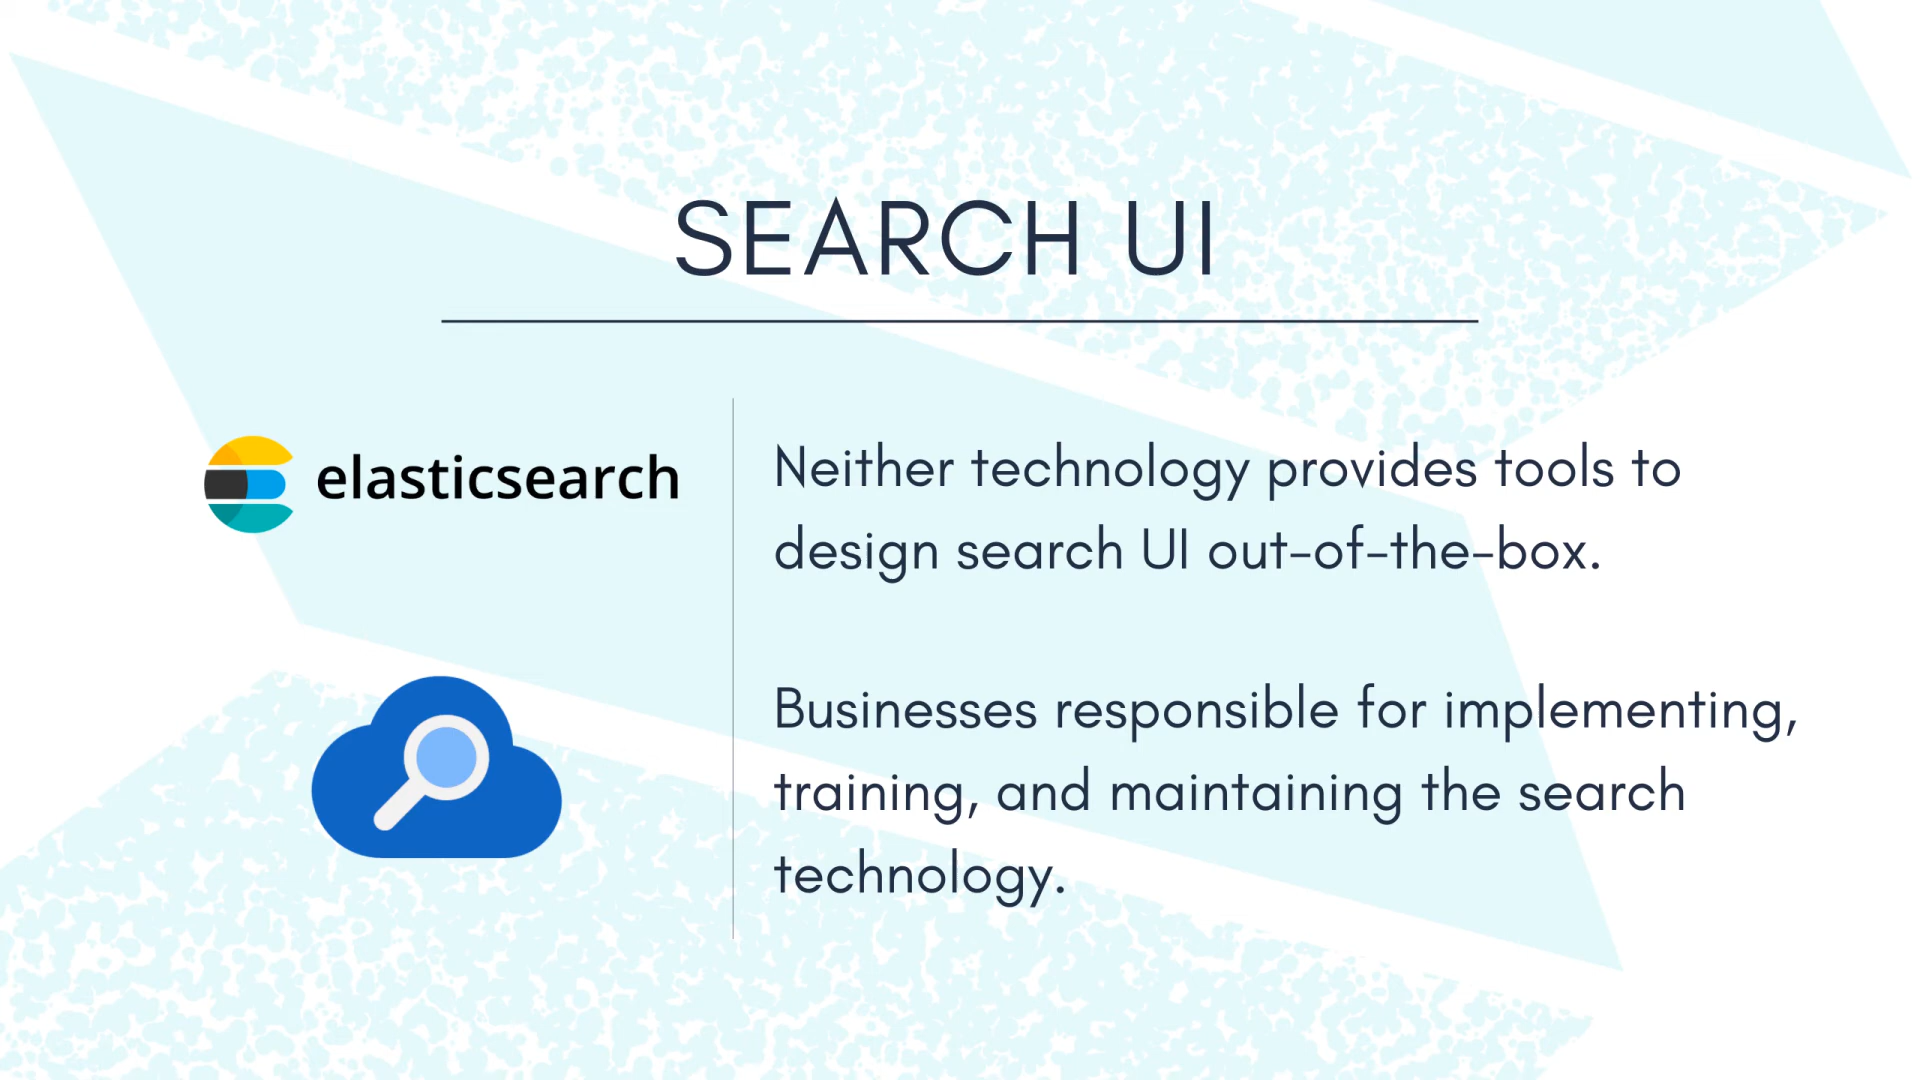 SEARCH UI
elasticsearch
Neither technology provides tools to
design search UI out-of-the-box.
Businesses responsible for implementing,
training, and maintaining the search
technology.